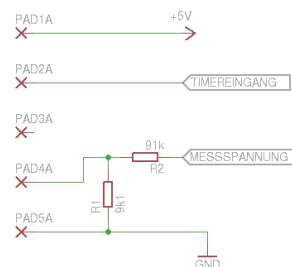 PAD1A
+5V
PAD2A
TIMEREINGANG
PAD3A
91k
PAD4A
R2
MESSSPANNUNG
R1
9k1
PAD5A
GND